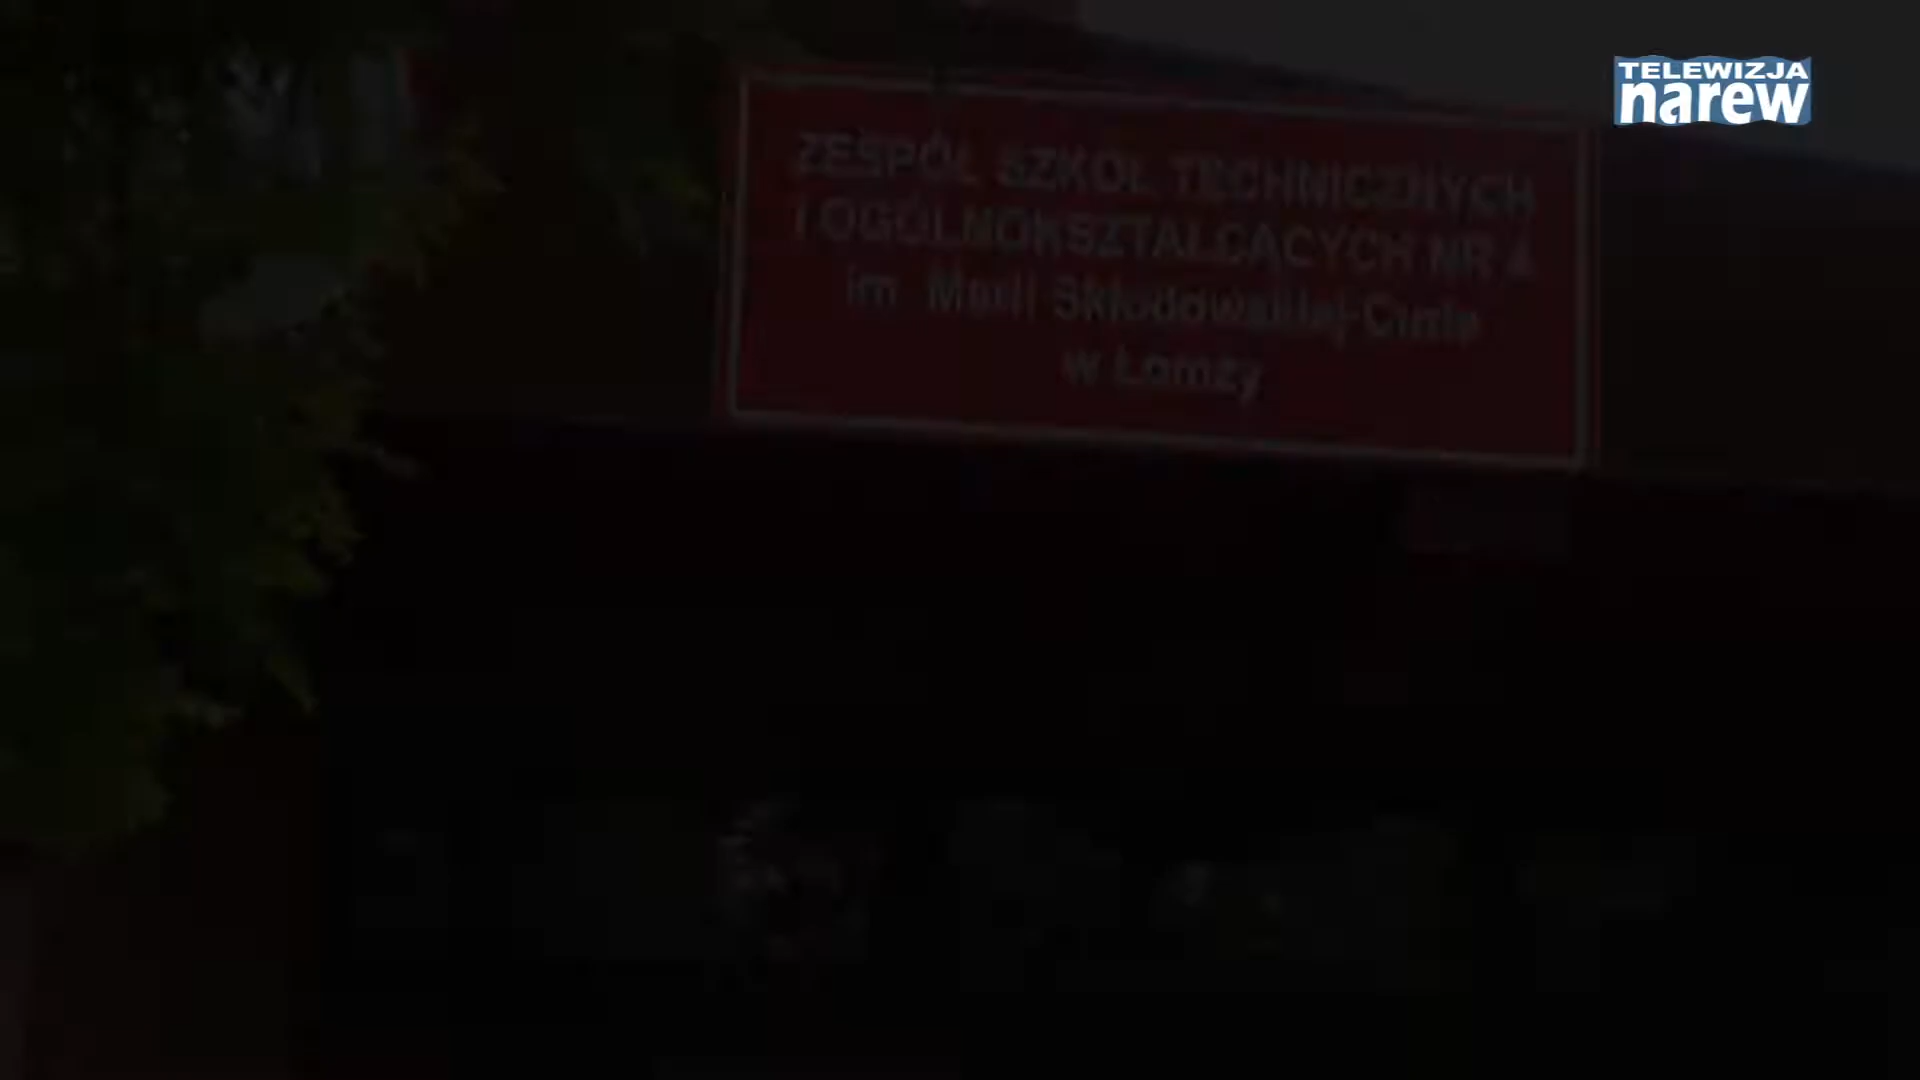 TELEWIZJA
narew
ZESPÓŁ SZKÓŁ TECHNICZNYCH
I OGÓLNOKSZTAŁCĄCYCH NR 4
im. Marii Skłodowskiej-Curie
w Łomży